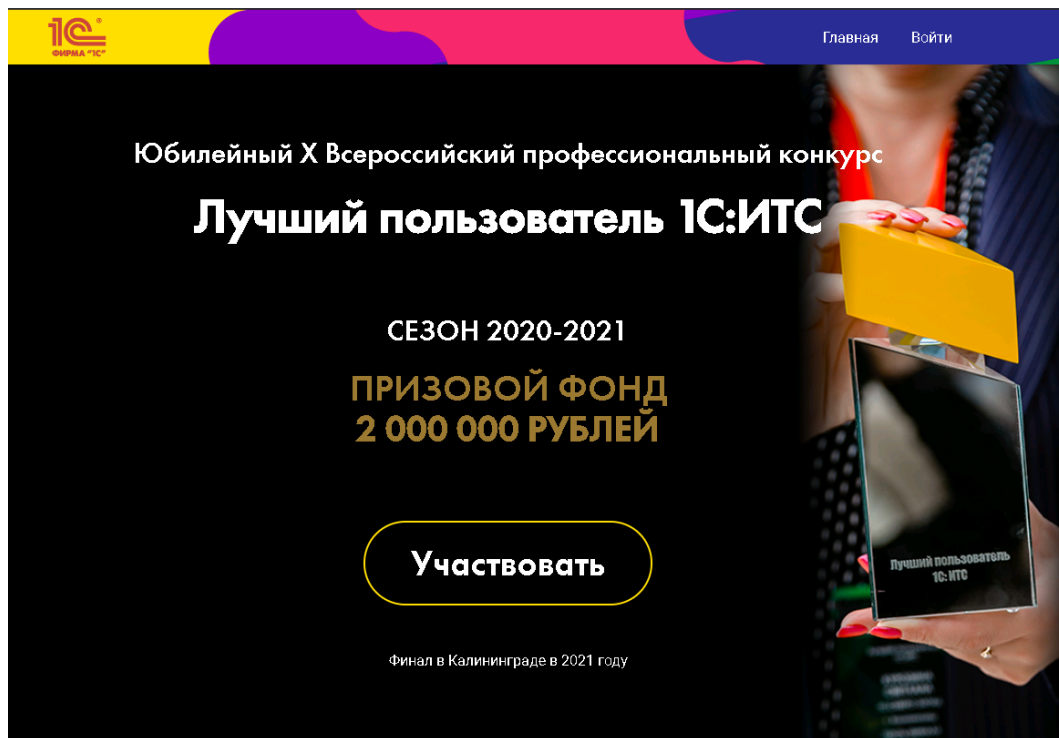 1С®
ФИРМА "1С"
Главная Войти
Юбилейный X Всероссийский профессиональный конкурс
Лучший пользователь 1С:ИТС
СЕЗОН 2020-2021
ПРИЗОВОЙ ФОНД
2 000 000 РУБЛЕЙ
Участвовать
Лучший пользователь
1С: ИТС
Финал в Калининграде в 2021 году